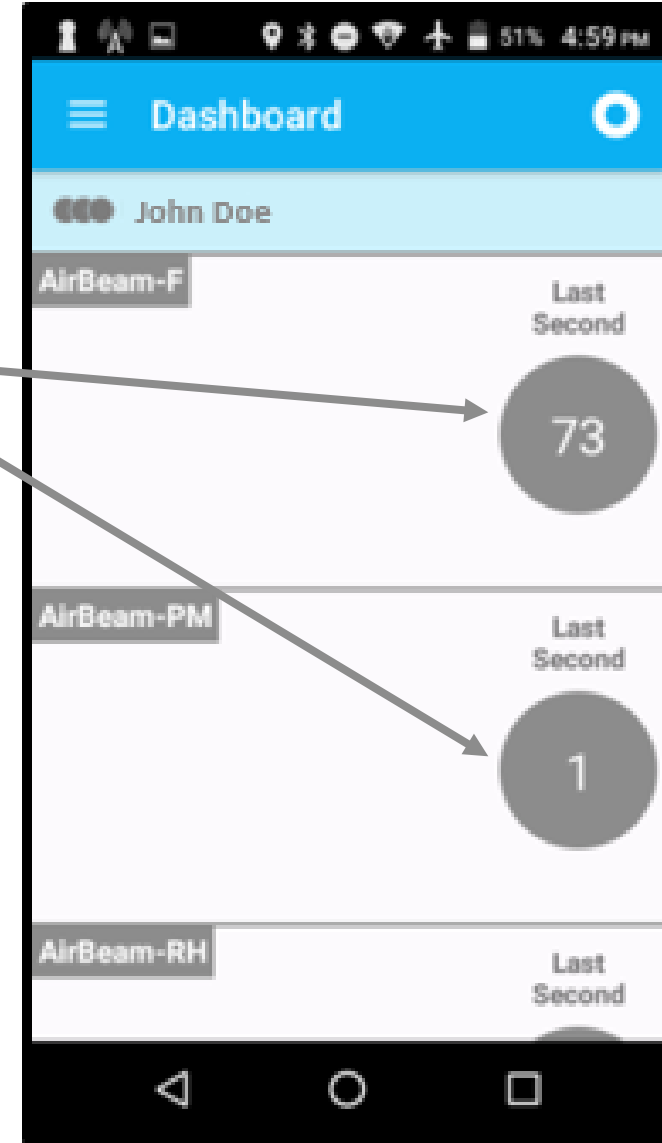 51% 4:59 PM
Dashboard
John Doe
AirBeam-F
Last
Second
73
AirBeam-PM
Last
Second
1
AirBeam-RH
Last
Second